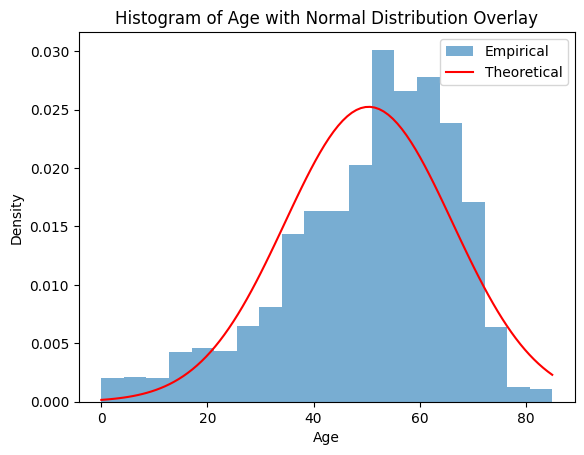 Histogram of Age with Normal Distribution Overlay
Empirical
Theoretical
0.030
0.025
0.020
0.015
0.010
0.005
0.000
Density
0 20 40 60 80
Age